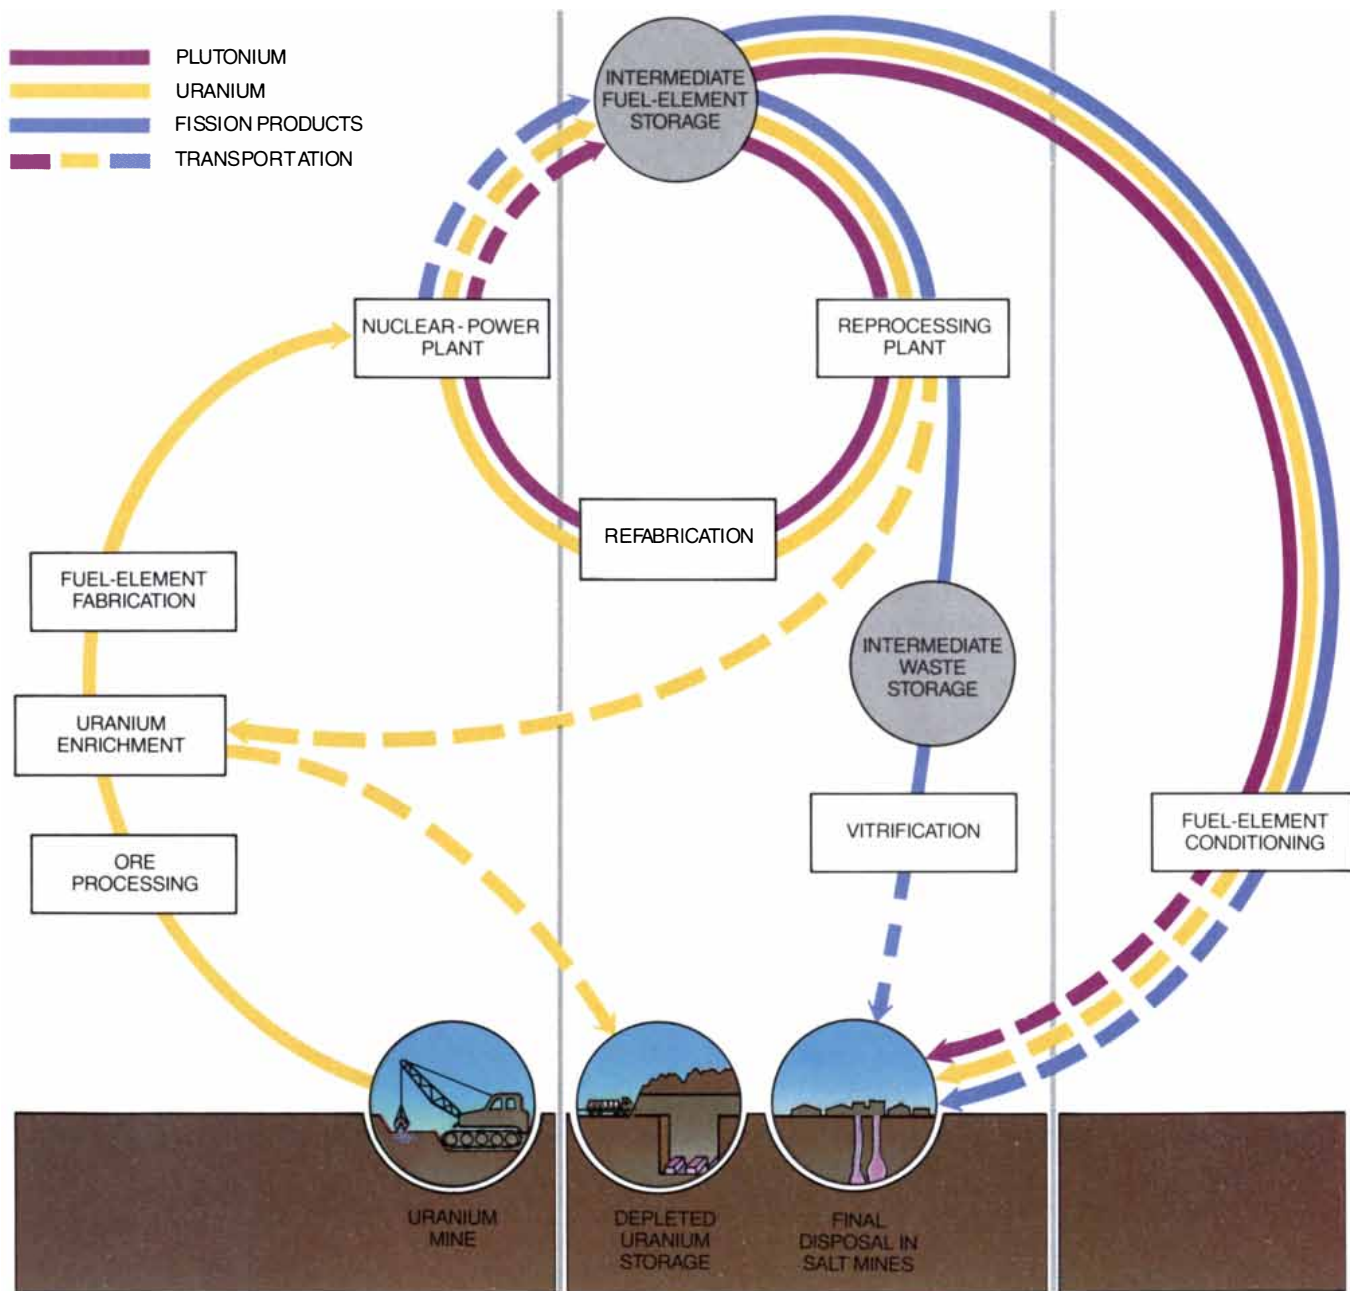 PLUTONIUM
URANIUM
FISSION PRODUCTS
TRANSPORTATION
INTERMEDIATE
FUEL-ELEMENT
STORAGE
NUCLEAR-POWER
PLANT
REPROCESSING
PLANT
REFABRICATION
FUEL-ELEMENT
FABRICATION
INTERMEDIATE
WASTE
STORAGE
URANIUM
ENRICHMENT
VITRIFICATION
FUEL-ELEMENT
CONDITIONING
ORE
PROCESSING
URANIUM
MINE
DEPLETED
URANIUM
STORAGE
FINAL
DISPOSAL IN
SALT MINES